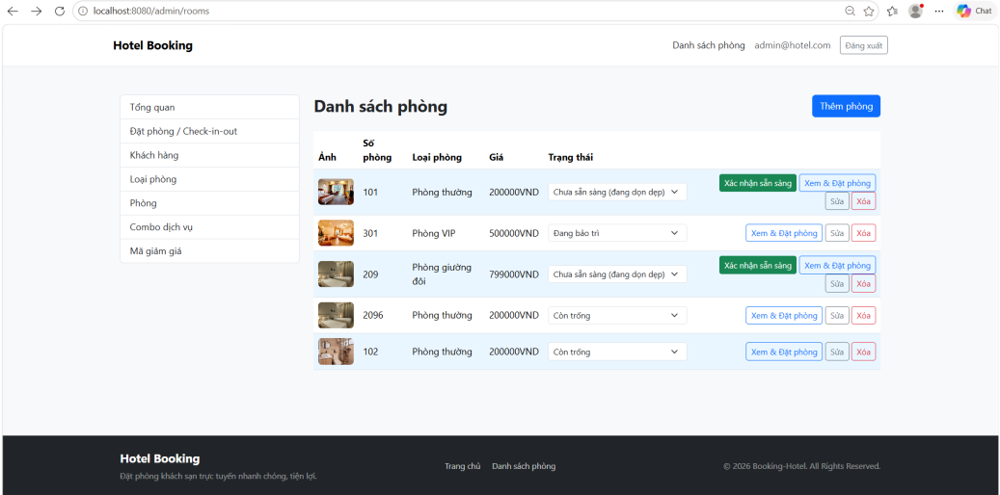 localhost:8080/admin/rooms
Chat
Hotel Booking
Danh sách phòng
admin@hotel.com
Đăng xuất
Tổng quan
Đặt phòng / Check-in-out
Khách hàng
Loại phòng
Phòng
Combo dịch vụ
Mã giảm giá
Danh sách phòng
Thêm phòng
Ảnh Số phòng Loại phòng Giá Trạng thái
101 Phòng thường 200000VND Chưa sẵn sàng (đang dọn dẹp) Xác nhận sẵn sàng Xem & Đặt phòng
Sửa Xóa
301 Phòng VIP 500000VND Đang bảo trì Xem & Đặt phòng Sửa Xóa
209 Phòng giường đôi 799000VND Chưa sẵn sàng (đang dọn dẹp) Xác nhận sẵn sàng Xem & Đặt phòng
Sửa Xóa
2096 Phòng thường 200000VND Còn trống Xem & Đặt phòng Sửa Xóa
102 Phòng thường 200000VND Còn trống Xem & Đặt phòng Sửa Xóa
Hotel Booking
Đặt phòng khách sạn trực tuyến nhanh chóng, tiện lợi.
Trang chủ Danh sách phòng
© 2026 Booking-Hotel. All Rights Reserved.